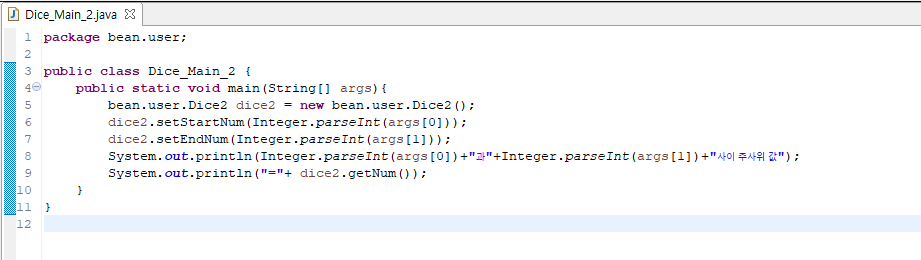 Dice_Main_2.java
1 package bean.user;
2
3 public class Dice_Main_2 {
4 public static void main(String[] args){
5 bean.user.Dice2 dice2 = new bean.user.Dice2();
6 dice2.setStartNum(Integer.parseInt(args[0]));
7 dice2.setEndNum(Integer.parseInt(args[1]));
8 System.out.println(Integer.parseInt(args[0])+"과"+Integer.parseInt(args[1])+"사이 주사위 값");
9 System.out.println("="+ dice2.getNum());
10 }
11 }
12